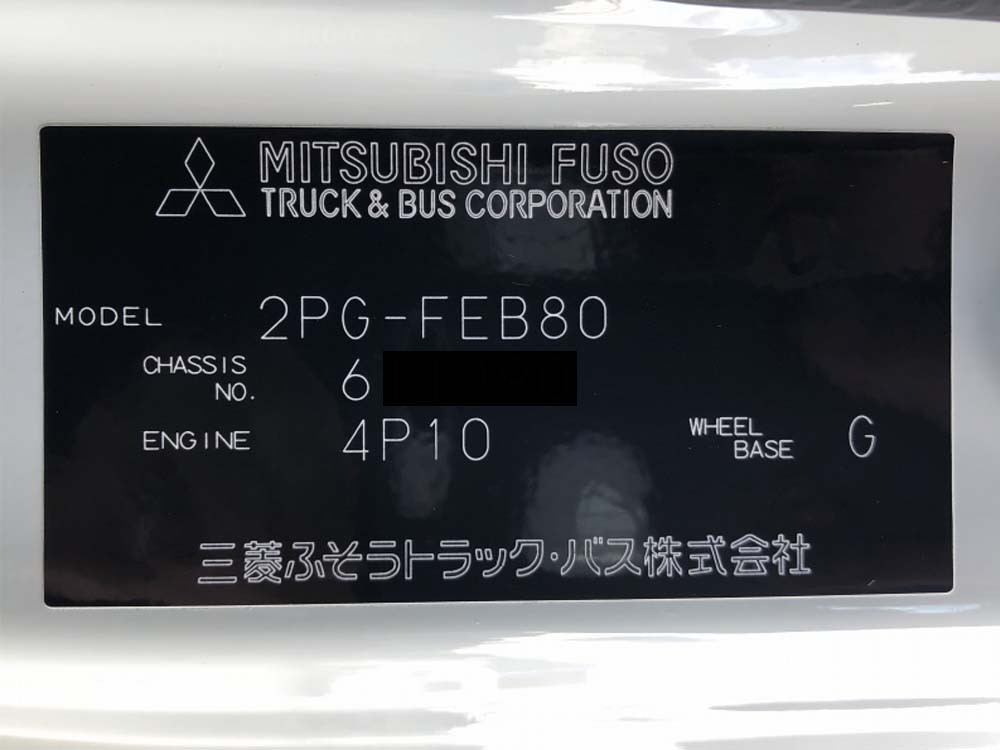 MITSUBISHI FUSO
TRUCK & BUS CORPORATION
MODEL 2PG-FEB80
CHASSIS
NO. 6
ENGINE 4P10 WHEEL
BASE G
三菱ふそうトラック・バス株式会社